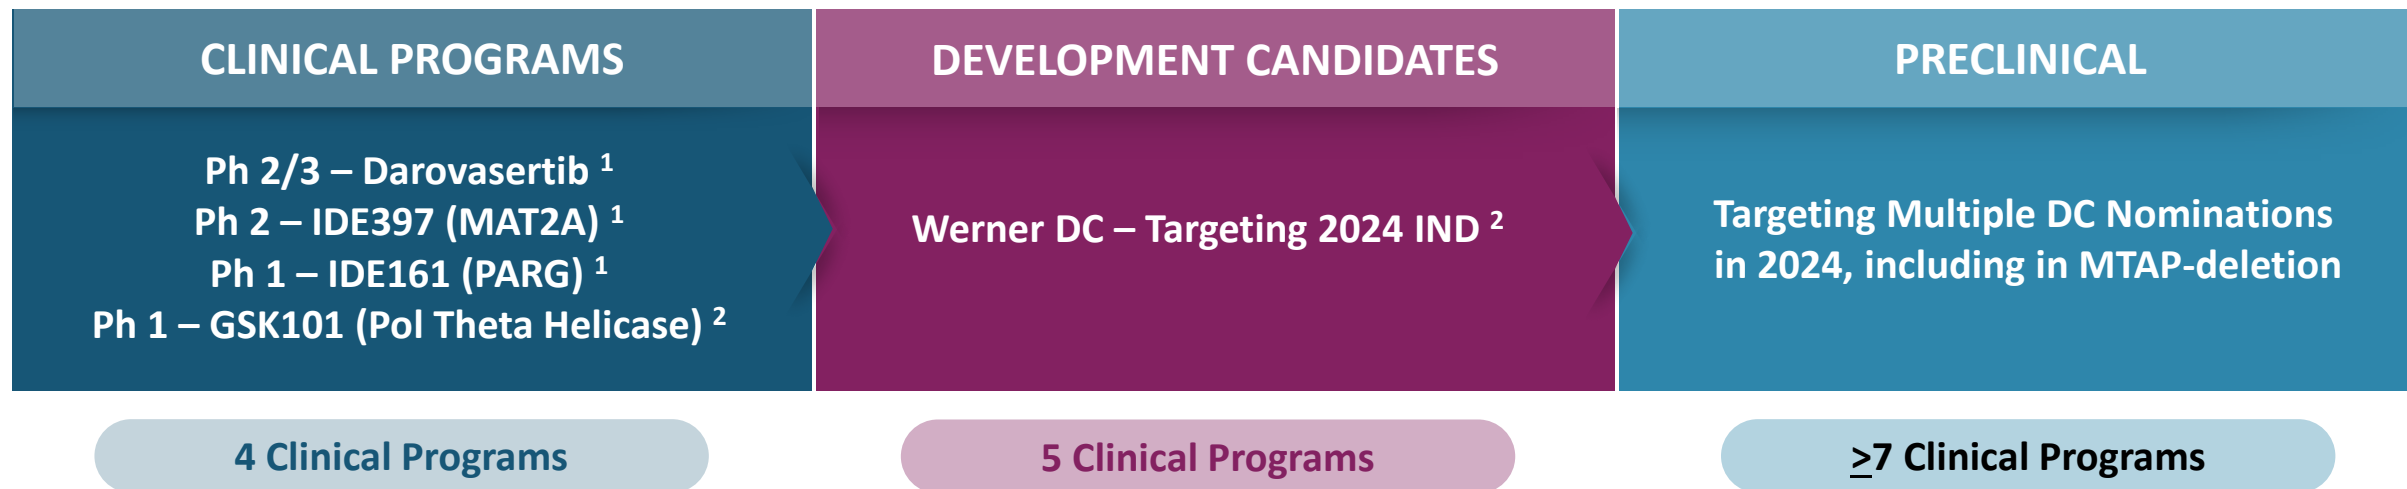 CLINICAL PROGRAMS
Ph 2/3 – Darovasertib ¹
Ph 2 – IDE397 (MAT2A) ¹
Ph 1 – IDE161 (PARG) ¹
Ph 1 – GSK101 (Pol Theta Helicase) ²
4 Clinical Programs
DEVELOPMENT CANDIDATES
Werner DC – Targeting 2024 IND ²
5 Clinical Programs
PRECLINICAL
Targeting Multiple DC Nominations
in 2024, including in MTAP-deletion
≥7 Clinical Programs